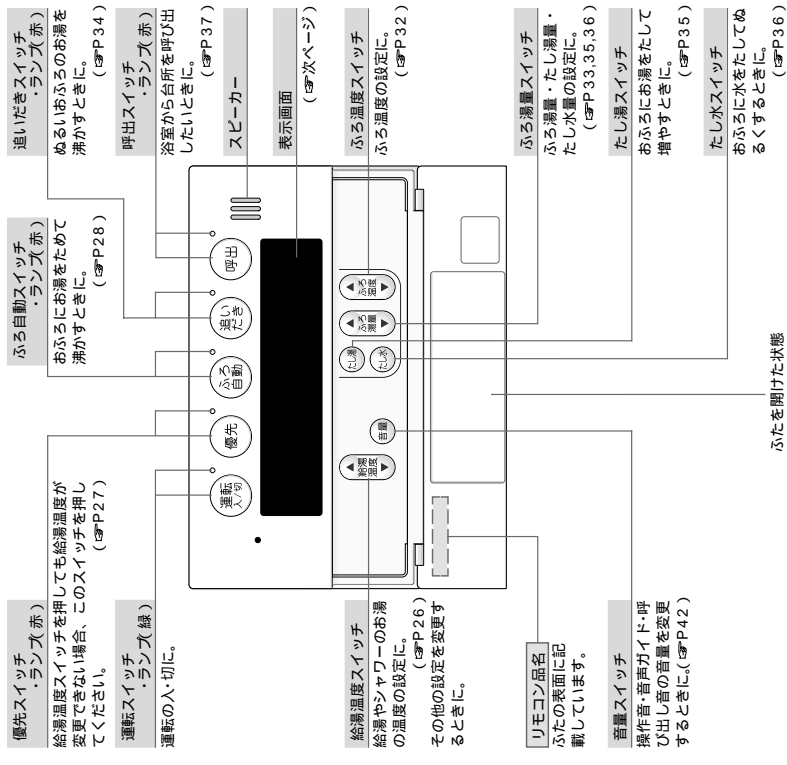 優先スイッチ
・ランプ(赤)
給湯温度スイッチを押しても給湯温度が
変更できない場合、このスイッチを押し
てください。
(☞P27)
ふろ自動スイッチ
・ランプ(赤)
おふろにお湯をためて
沸かすときに。
(☞P28)
追いだきスイッチ
・ランプ(赤)
ぬるいおふろのお湯を
沸かすときに。
(☞P34)
運転スイッチ
・ランプ(緑)
運転の入・切に。
呼出スイッチ
・ランプ(赤)
浴室から台所を呼び出
したいときに。
(☞P37)
スピーカー
表示画面
(☞次ページ)
運転
入/切
優先
ふろ
自動
追い
だき
呼出
給湯温度スイッチ
給湯やシャワーのお湯
の温度の設定に。
(☞P26)
その他の設定を変更す
るときに。
▲
給湯
温度
▼
音量
たし湯
たし水
▲
ふろ
湯量
▼
▲
ふろ
温度
▼
ふろ温度スイッチ
ふろ温度の設定に。
(☞P32)
リモコン品名
ふたの表面に記
載しています。
ふろ湯量スイッチ
ふろ湯量・たし湯量・
たし水量の設定に。
(☞P33,35,36)
音量スイッチ
操作音・音声ガイド・呼
び出し音の音量を変更
するときに。(☞P42)
たし湯スイッチ
おふろにお湯をたして
増やすときに。
(☞P35)
たし水スイッチ
おふろに水をたしてぬ
るくするときに。
(☞P36)
ふたを開けた状態